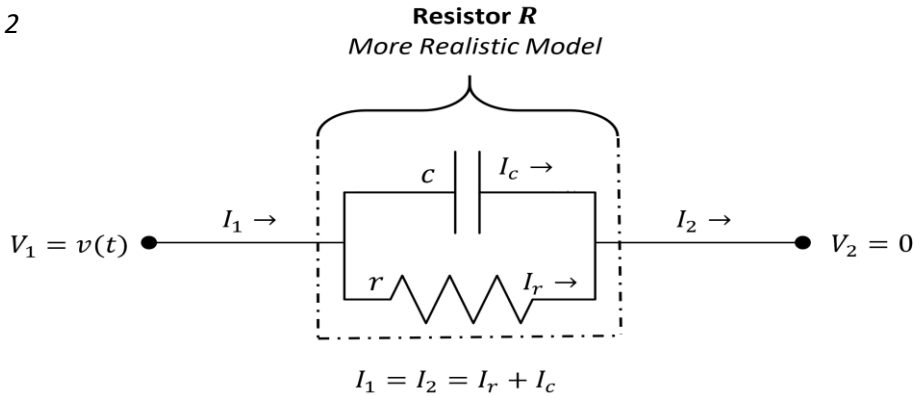 2
Resistor R
More Realistic Model
c
I_c →
I_1 →
I_2 →
V_1 = v(t)
V_2 = 0
r
I_r →
I_1 = I_2 = I_r + I_c